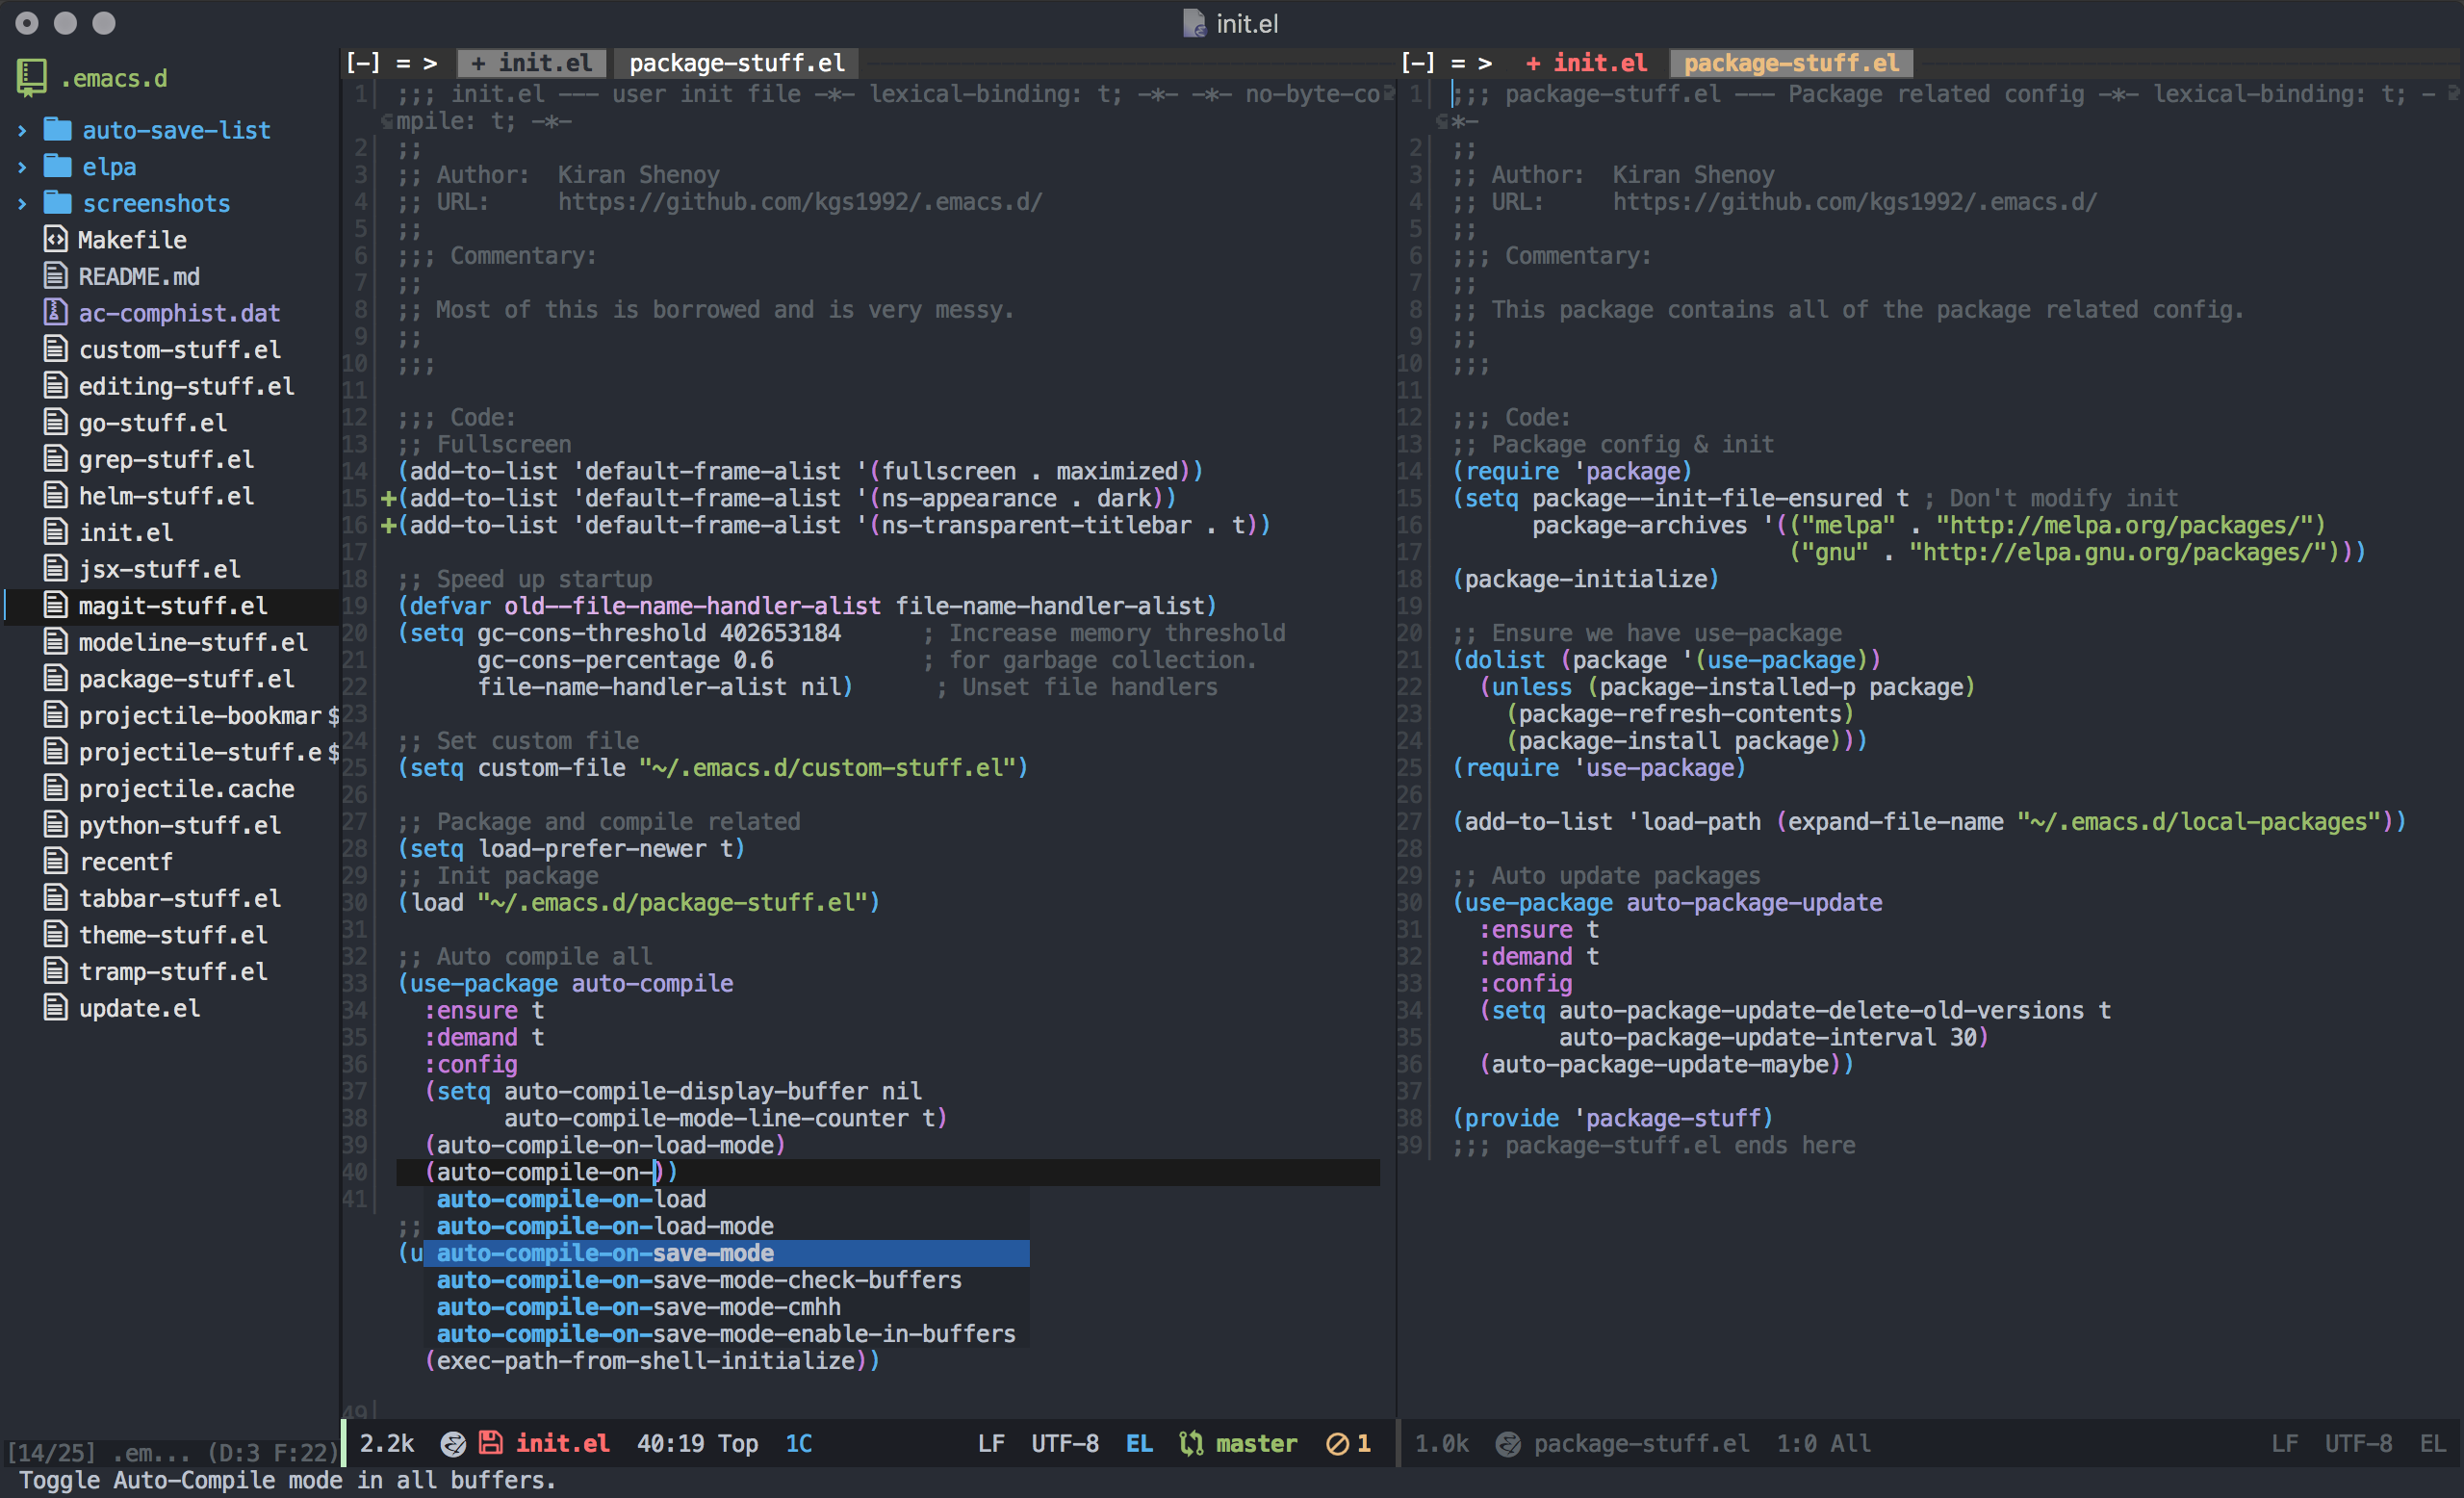 init.el
.emacs.d
› auto-save-list
› elpa
› screenshots
Makefile
README.md
ac-comphist.dat
custom-stuff.el
editing-stuff.el
go-stuff.el
grep-stuff.el
helm-stuff.el
init.el
jsx-stuff.el
magit-stuff.el
modeline-stuff.el
package-stuff.el
projectile-bookmar$
projectile-stuff.e$
projectile.cache
python-stuff.el
recentf
tabbar-stuff.el
theme-stuff.el
tramp-stuff.el
update.el
[14/25] .em... (D:3 F:22)
[-] = > + init.el package-stuff.el
1 ;;; init.el --- user init file -*- lexical-binding: t; -*- -*- no-byte-co
mpile: t; -*-
2 ;;
3 ;; Author:  Kiran Shenoy
4 ;; URL:     https://github.com/kgs1992/.emacs.d/
5 ;;
6 ;;; Commentary:
7 ;;
8 ;; Most of this is borrowed and is very messy.
9 ;;
10 ;;;
11
12 ;;; Code:
13 ;; Fullscreen
14 (add-to-list 'default-frame-alist '(fullscreen . maximized))
15 +(add-to-list 'default-frame-alist '(ns-appearance . dark))
16 +(add-to-list 'default-frame-alist '(ns-transparent-titlebar . t))
17
18 ;; Speed up startup
19 (defvar old--file-name-handler-alist file-name-handler-alist)
20 (setq gc-cons-threshold 402653184      ; Increase memory threshold
21       gc-cons-percentage 0.6           ; for garbage collection.
22       file-name-handler-alist nil)      ; Unset file handlers
23
24 ;; Set custom file
25 (setq custom-file "~/.emacs.d/custom-stuff.el")
26
27 ;; Package and compile related
28 (setq load-prefer-newer t)
29 ;; Init package
30 (load "~/.emacs.d/package-stuff.el")
31
32 ;; Auto compile all
33 (use-package auto-compile
34   :ensure t
35   :demand t
36   :config
37   (setq auto-compile-display-buffer nil
38         auto-compile-mode-line-counter t)
39   (auto-compile-on-load-mode)
40   (auto-compile-on-))
41 auto-compile-on-load
;; auto-compile-on-load-mode
(u auto-compile-on-save-mode
auto-compile-on-save-mode-check-buffers
auto-compile-on-save-mode-cmhh
auto-compile-on-save-mode-enable-in-buffers
(exec-path-from-shell-initialize))
49
2.2k init.el 40:19 Top 1C LF UTF-8 EL master 1
[-] = > + init.el package-stuff.el
1 ;;; package-stuff.el --- Package related config -*- lexical-binding: t; -
*-
2 ;;
3 ;; Author:  Kiran Shenoy
4 ;; URL:     https://github.com/kgs1992/.emacs.d/
5 ;;
6 ;;; Commentary:
7 ;;
8 ;; This package contains all of the package related config.
9 ;;
10 ;;;
11
12 ;;; Code:
13 ;; Package config & init
14 (require 'package)
15 (setq package--init-file-ensured t ; Don't modify init
16       package-archives '(("melpa" . "http://melpa.org/packages/")
17                          ("gnu" . "http://elpa.gnu.org/packages/")))
18 (package-initialize)
19
20 ;; Ensure we have use-package
21 (dolist (package '(use-package))
22   (unless (package-installed-p package)
23     (package-refresh-contents)
24     (package-install package)))
25 (require 'use-package)
26
27 (add-to-list 'load-path (expand-file-name "~/.emacs.d/local-packages"))
28
29 ;; Auto update packages
30 (use-package auto-package-update
31   :ensure t
32   :demand t
33   :config
34   (setq auto-package-update-delete-old-versions t
35         auto-package-update-interval 30)
36   (auto-package-update-maybe))
37
38 (provide 'package-stuff)
39 ;;; package-stuff.el ends here
1.0k package-stuff.el 1:0 All LF UTF-8 EL
Toggle Auto-Compile mode in all buffers.